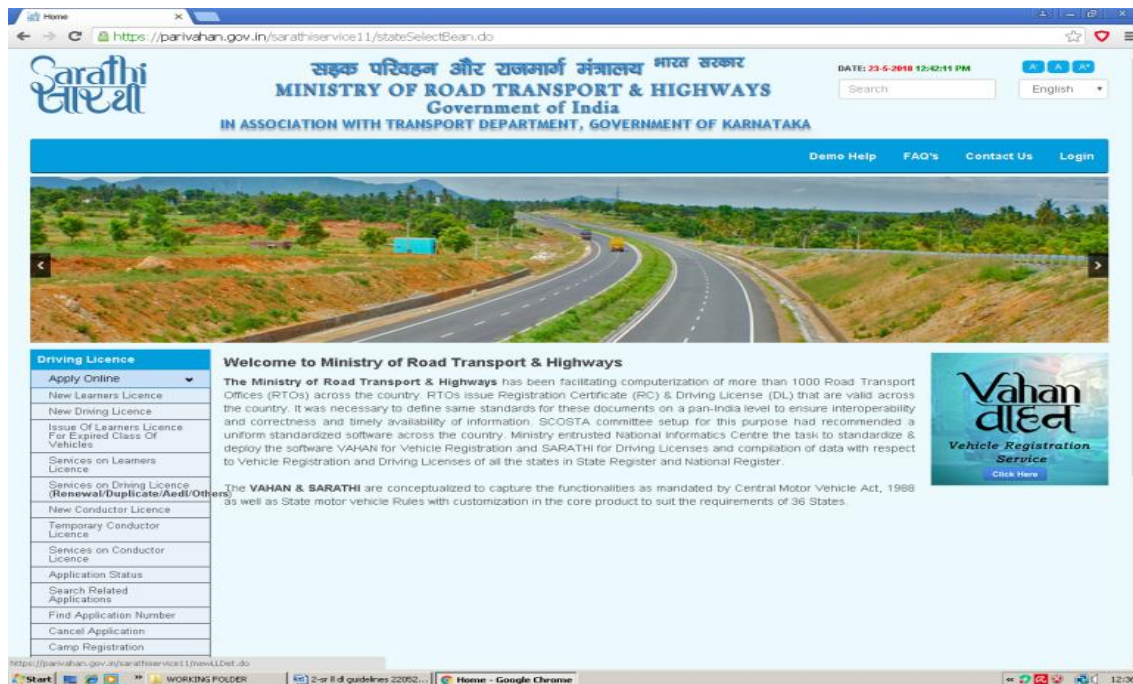 Home
https://parivahan.gov.in/sarathiservice11/stateSelectBean.do
Sarathi
सारथी
सड़क परिवहन और राजमार्ग मंत्रालय भारत सरकार
MINISTRY OF ROAD TRANSPORT & HIGHWAYS
Government of India
IN ASSOCIATION WITH TRANSPORT DEPARTMENT, GOVERNMENT OF KARNATAKA
DATE: 23-5-2018 12:42:11 PM
A- A A+
Search
English
Demo Help FAQ's Contact Us Login
Driving Licence
Apply Online
New Learners Licence
New Driving Licence
Issue Of Learners Licence
For Expired Class Of
Vehicles
Services on Learners
Licence
Services on Driving Licence
(Renewal/Duplicate/Aedl/Others)
New Conductor Licence
Temporary Conductor
Licence
Services on Conductor
Licence
Application Status
Search Related
Applications
Find Application Number
Cancel Application
Camp Registration
Welcome to Ministry of Road Transport & Highways
The Ministry of Road Transport & Highways has been facilitating computerization of more than 1000 Road Transport
Offices (RTOs) across the country. RTOs issue Registration Certificate (RC) & Driving License (DL) that are valid across
the country. It was necessary to define same standards for these documents on a pan-India level to ensure interoperability
and correctness and timely availability of information. SCOSTA committee setup for this purpose had recommended a
uniform standardized software across the country. Ministry entrusted National Informatics Centre the task to standardize &
deploy the software VAHAN for Vehicle Registration and SARATHI for Driving Licenses and compilation of data with respect
to Vehicle Registration and Driving Licenses of all the states in State Register and National Register.
The VAHAN & SARATHI are conceptualized to capture the functionalities as mandated by Central Motor Vehicle Act, 1988
as well as State motor vehicle Rules with customization in the core product to suit the requirements of 36 States.
Vahan
वाहन
Vehicle Registration
Service
Click Here
https://parivahan.gov.in/sarathiservice11/newLLDet.do
Start
WORKING FOLDER
2-sr ll dl guidelines 22052...
Home - Google Chrome
12:36